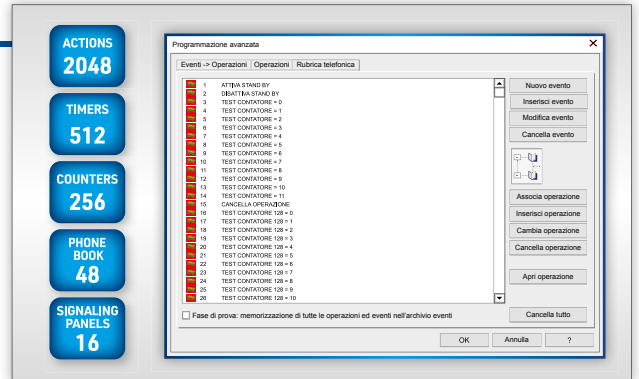 ACTIONS
2048
TIMERS
512
COUNTERS
256
PHONE
BOOK
48
SIGNALING
PANELS
16
Programmazione avanzata
Eventi -> Operazioni
Operazioni
Rubrica telefonica
1 ATTIVA STAND BY
2 DISATTIVA STAND BY
3 TEST CONTATORE = 0
4 TEST CONTATORE = 1
5 TEST CONTATORE = 2
6 TEST CONTATORE = 3
7 TEST CONTATORE = 4
8 TEST CONTATORE = 5
9 TEST CONTATORE = 6
10 TEST CONTATORE = 7
11 TEST CONTATORE = 8
12 TEST CONTATORE = 9
13 TEST CONTATORE = 10
14 TEST CONTATORE = 11
15 CANCELLA OPERAZIONE
16 TEST CONTATORE 128 = 0
17 TEST CONTATORE 128 = 1
18 TEST CONTATORE 128 = 2
19 TEST CONTATORE 128 = 3
20 TEST CONTATORE 128 = 4
21 TEST CONTATORE 128 = 5
22 TEST CONTATORE 128 = 6
23 TEST CONTATORE 128 = 7
24 TEST CONTATORE 128 = 8
25 TEST CONTATORE 128 = 9
26 TEST CONTATORE 128 = 10
Nuovo evento
Inserisci evento
Modifica evento
Cancella evento
Associa operazione
Inserisci operazione
Cambia operazione
Cancella operazione
Apri operazione
Fase di prova: memorizzazione di tutte le operazioni ed eventi nell'archivio eventi
Cancella tutto
OK
Annulla
?